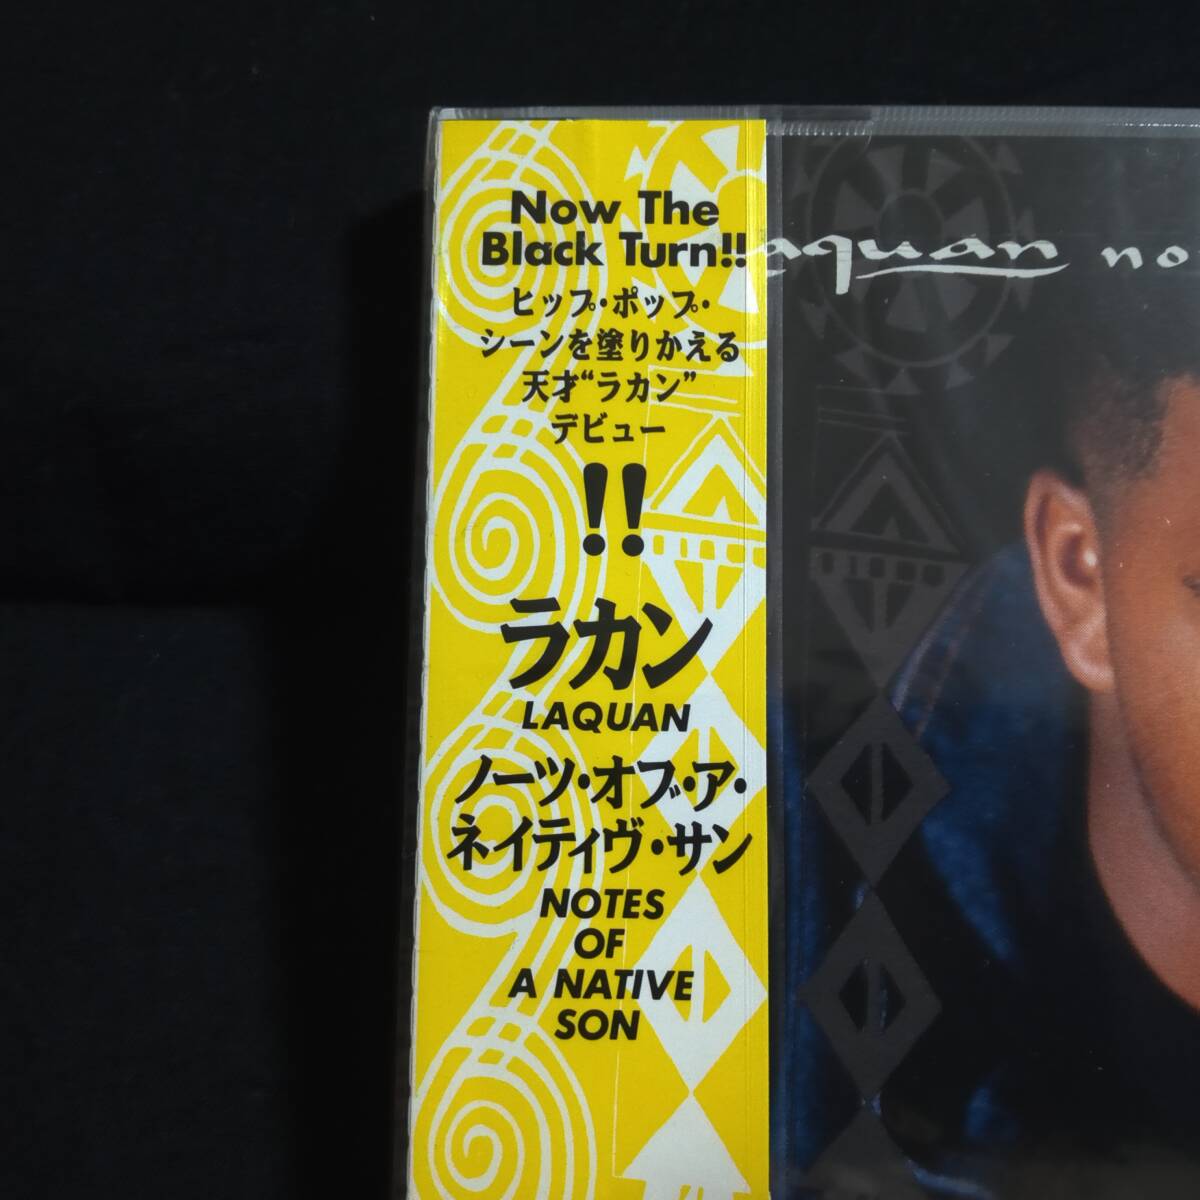 Now The
Black Turn!!
ヒップ・ポップ・
シーンを塗りかえる
天才“ラカン”
デビュー
!!
ラカン
LAQUAN
ノーツ・オブ・ア・
ネイティヴ・サン
NOTES
OF
A NATIVE
SON
aquan no